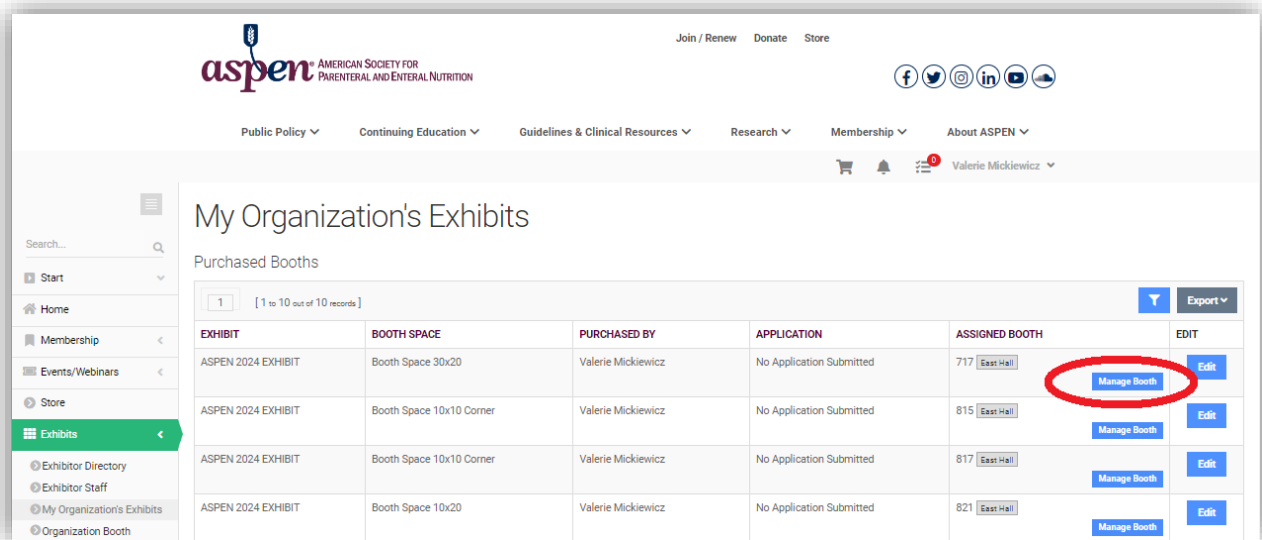 Join / Renew Donate Store
aspen® AMERICAN SOCIETY FOR
PARENTERAL AND ENTERAL NUTRITION
Public Policy Continuing Education Guidelines & Clinical Resources Research Membership About ASPEN
0 Valerie Mickiewicz
My Organization's Exhibits
Search...
Purchased Booths
Start
1 [ 1 to 10 out of 10 records ] Export
Home
EXHIBIT BOOTH SPACE PURCHASED BY APPLICATION ASSIGNED BOOTH EDIT
Membership
ASPEN 2024 EXHIBIT Booth Space 30x20 Valerie Mickiewicz No Application Submitted 717 East Hall Edit
Events/Webinars
Manage Booth
Store
ASPEN 2024 EXHIBIT Booth Space 10x10 Corner Valerie Mickiewicz No Application Submitted 815 East Hall Edit
Manage Booth
Exhibits
ASPEN 2024 EXHIBIT Booth Space 10x10 Corner Valerie Mickiewicz No Application Submitted 817 East Hall Edit
Exhibitor Directory
Manage Booth
Exhibitor Staff
My Organization's Exhibits
ASPEN 2024 EXHIBIT Booth Space 10x20 Valerie Mickiewicz No Application Submitted 821 East Hall Edit
Organization Booth
Manage Booth